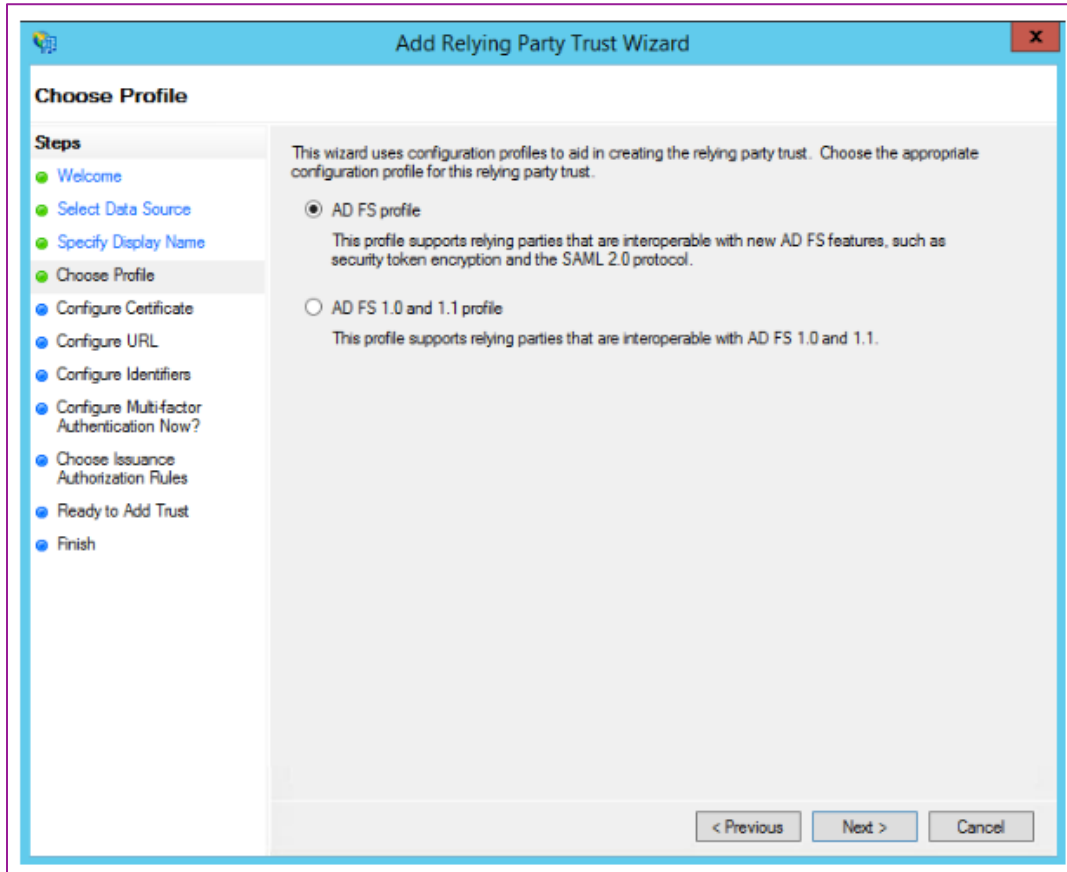 Add Relying Party Trust Wizard
x
Choose Profile
Steps
Welcome
Select Data Source
Specify Display Name
Choose Profile
Configure Certificate
Configure URL
Configure Identifiers
Configure Multi-factor
Authentication Now?
Choose Issuance
Authorization Rules
Ready to Add Trust
Finish
This wizard uses configuration profiles to aid in creating the relying party trust. Choose the appropriate
configuration profile for this relying party trust.
AD FS profile
This profile supports relying parties that are interoperable with new AD FS features, such as
security token encryption and the SAML 2.0 protocol.
AD FS 1.0 and 1.1 profile
This profile supports relying parties that are interoperable with AD FS 1.0 and 1.1.
< Previous
Next >
Cancel